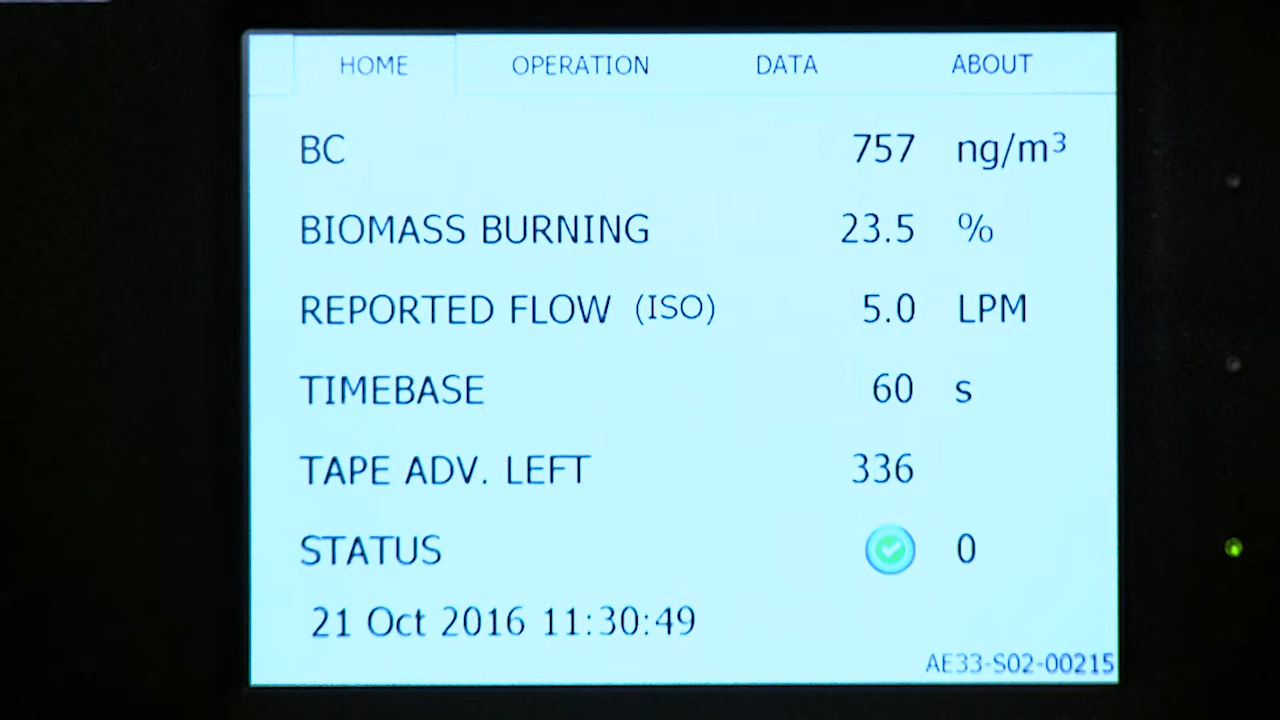 HOME OPERATION DATA ABOUT
BC 757 ng/m³
BIOMASS BURNING 23.5 %
REPORTED FLOW (ISO) 5.0 LPM
TIMEBASE 60 s
TAPE ADV. LEFT 336
STATUS 0
21 Oct 2016 11:30:49
AE33-S02-00215